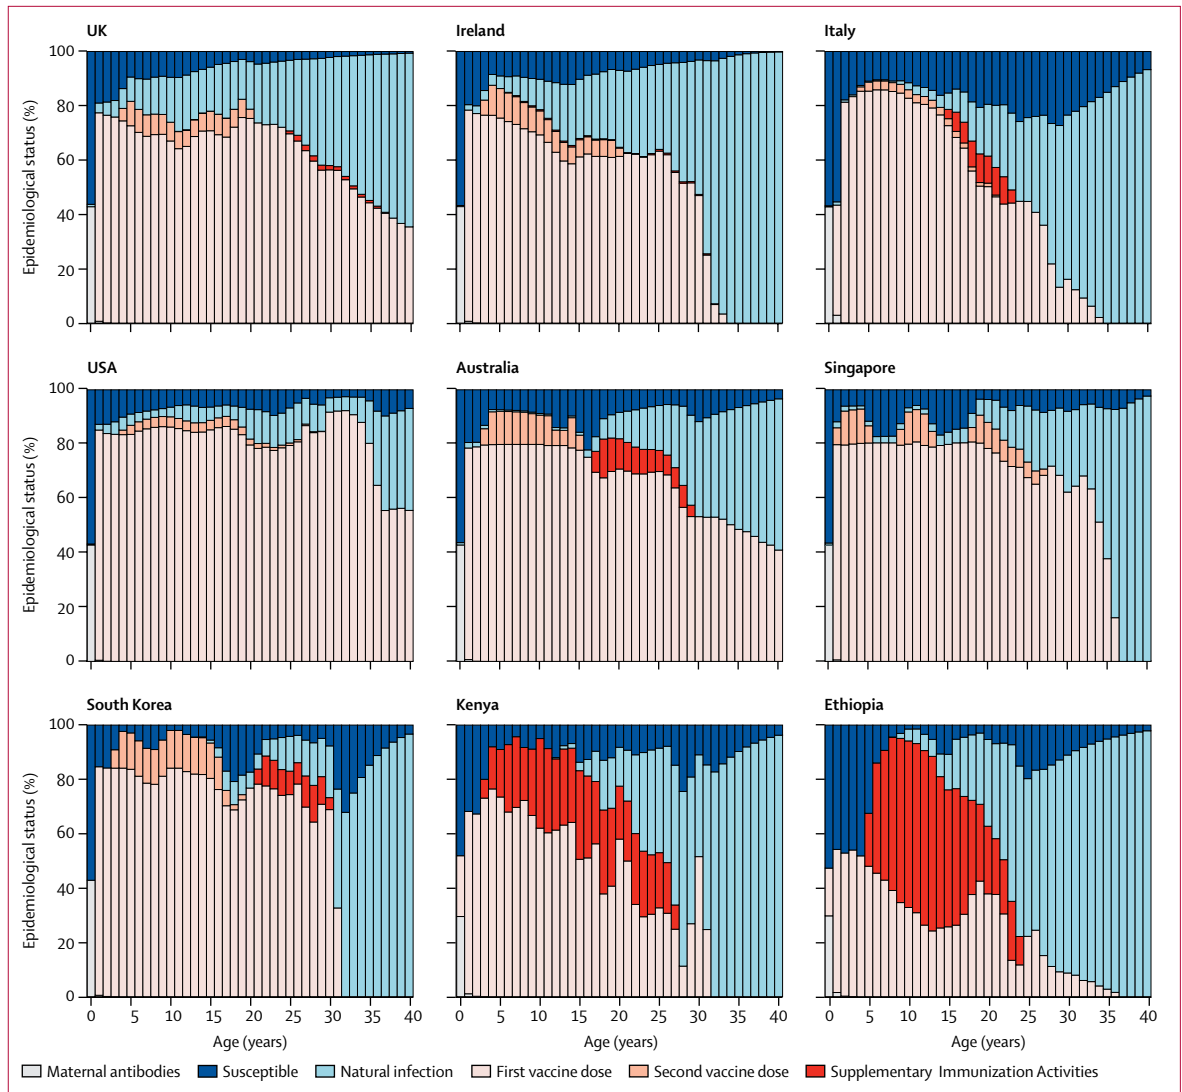 UK
Ireland
Italy
100
80
60
40
20
0
Epidemiological status (%)
USA
Australia
Singapore
100
80
60
40
20
0
Epidemiological status (%)
South Korea
Kenya
Ethiopia
100
80
60
40
20
0
Epidemiological status (%)
0 5 10 15 20 25 30 35 40
0 5 10 15 20 25 30 35 40
0 5 10 15 20 25 30 35 40
Age (years)
Age (years)
Age (years)
Maternal antibodies Susceptible Natural infection First vaccine dose Second vaccine dose Supplementary Immunization Activities